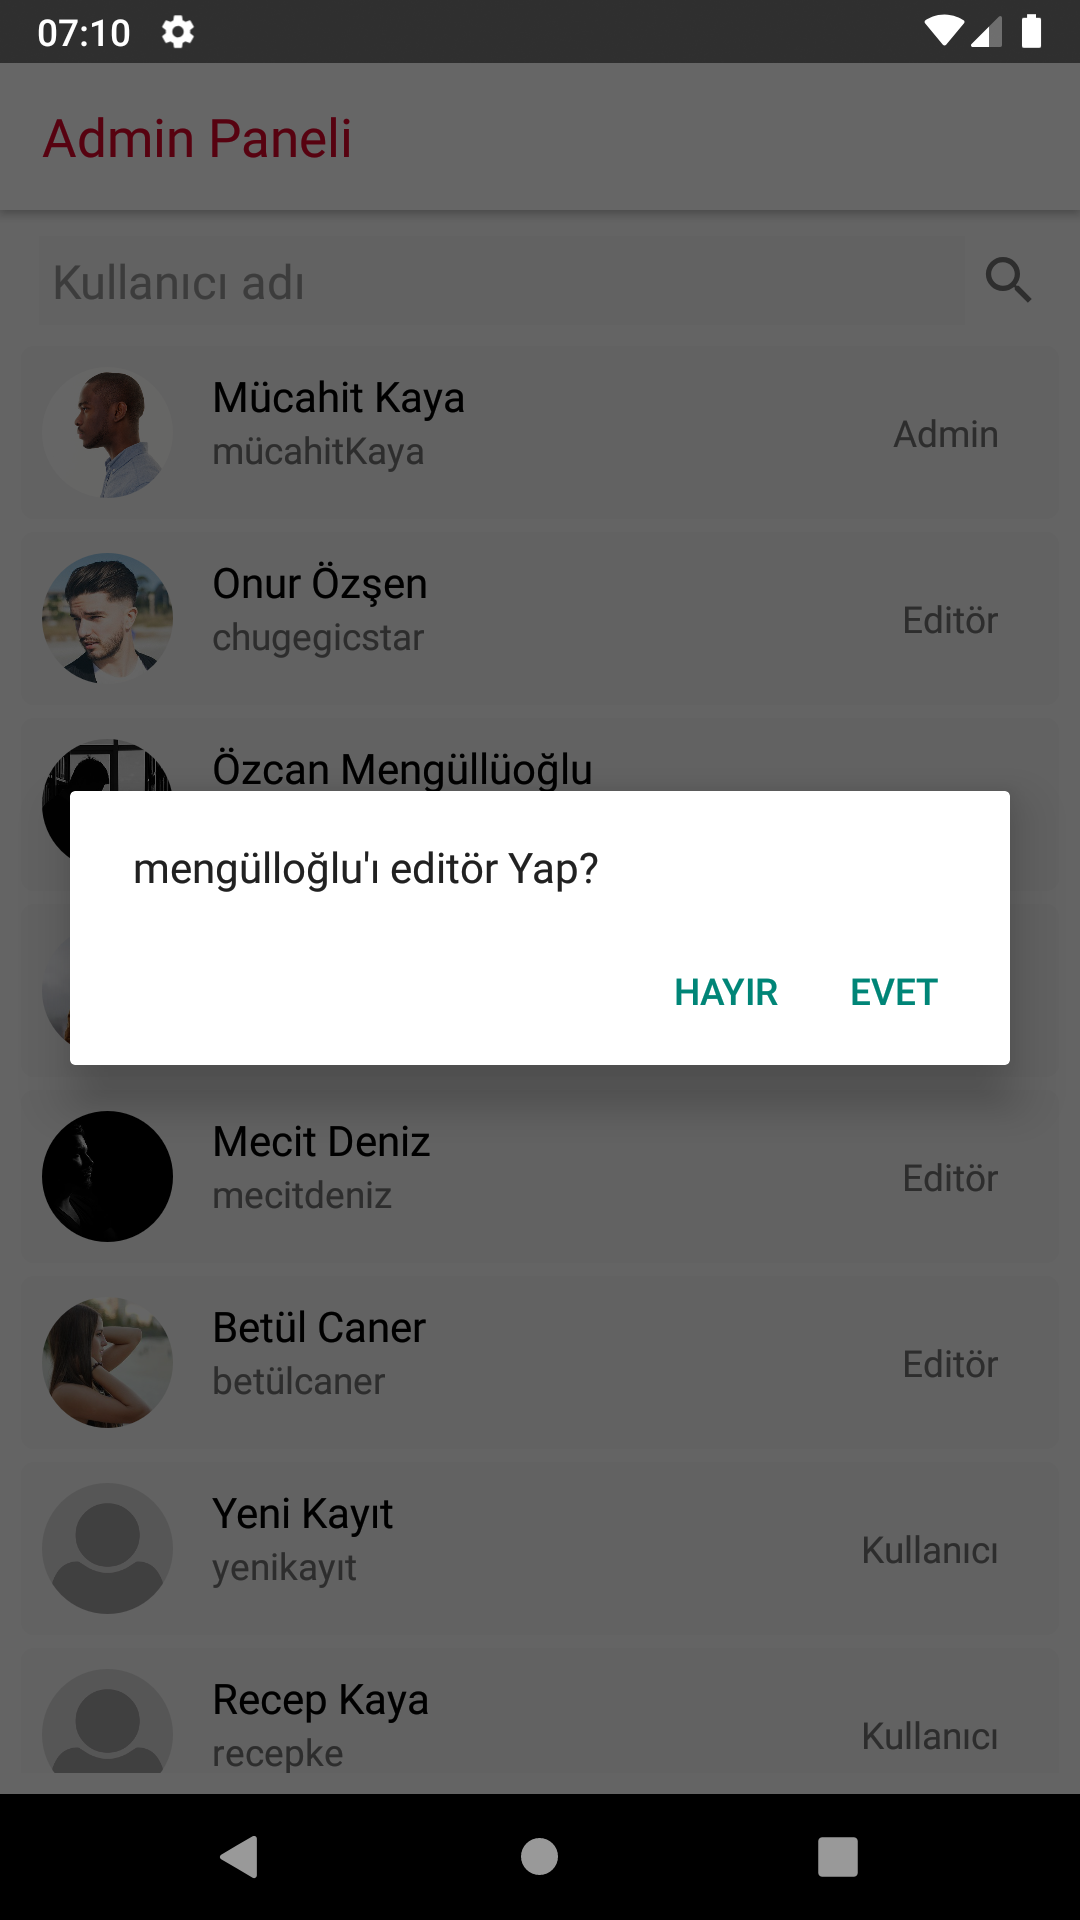 07:10
Admin Paneli
Kullanıcı adı
Mücahit Kaya
mücahitKaya
Admin
Onur Özşen
chugegicstar
Editör
Özcan Mengüllüoğlu
mengülloğlu'ı editör Yap?
HAYIR EVET
Mecit Deniz
mecitdeniz
Editör
Betül Caner
betülcaner
Editör
Yeni Kayıt
yenikayıt
Kullanıcı
Recep Kaya
recepke
Kullanıcı